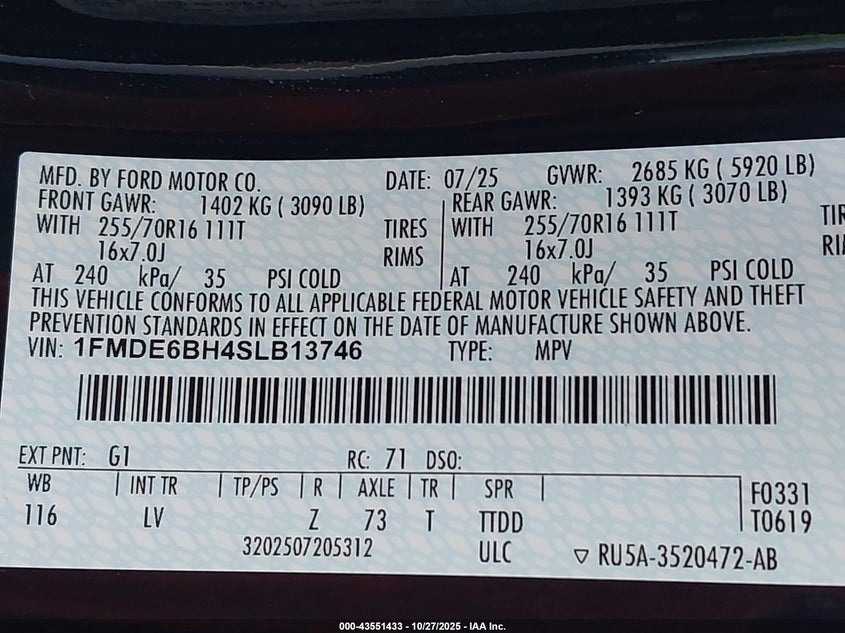 MFD. BY FORD MOTOR CO. DATE: 07/25 GVWR: 2685 KG ( 5920 LB)
FRONT GAWR: 1402 KG ( 3090 LB) REAR GAWR: 1393 KG ( 3070 LB)
WITH 255/70R16 111T TIRES WITH 255/70R16 111T
16x7.0J RIMS 16x7.0J
AT 240 kPa/ 35 PSI COLD AT 240 kPa/ 35 PSI COLD
THIS VEHICLE CONFORMS TO ALL APPLICABLE FEDERAL MOTOR VEHICLE SAFETY AND THEFT
PREVENTION STANDARDS IN EFFECT ON THE DATE OF MANUFACTURE SHOWN ABOVE.
VIN: 1FMDE6BH4SLB13746 TYPE: MPV
EXT PNT: G1 RC: 71 DSO:
WB INT TR TP/PS R AXLE TR SPR F0331
116 LV Z 73 T TTDD T0619
3202507205312 ULC ▽ RU5A-3520472-AB
000-43551433 - 10/27/2025 - IAA Inc.